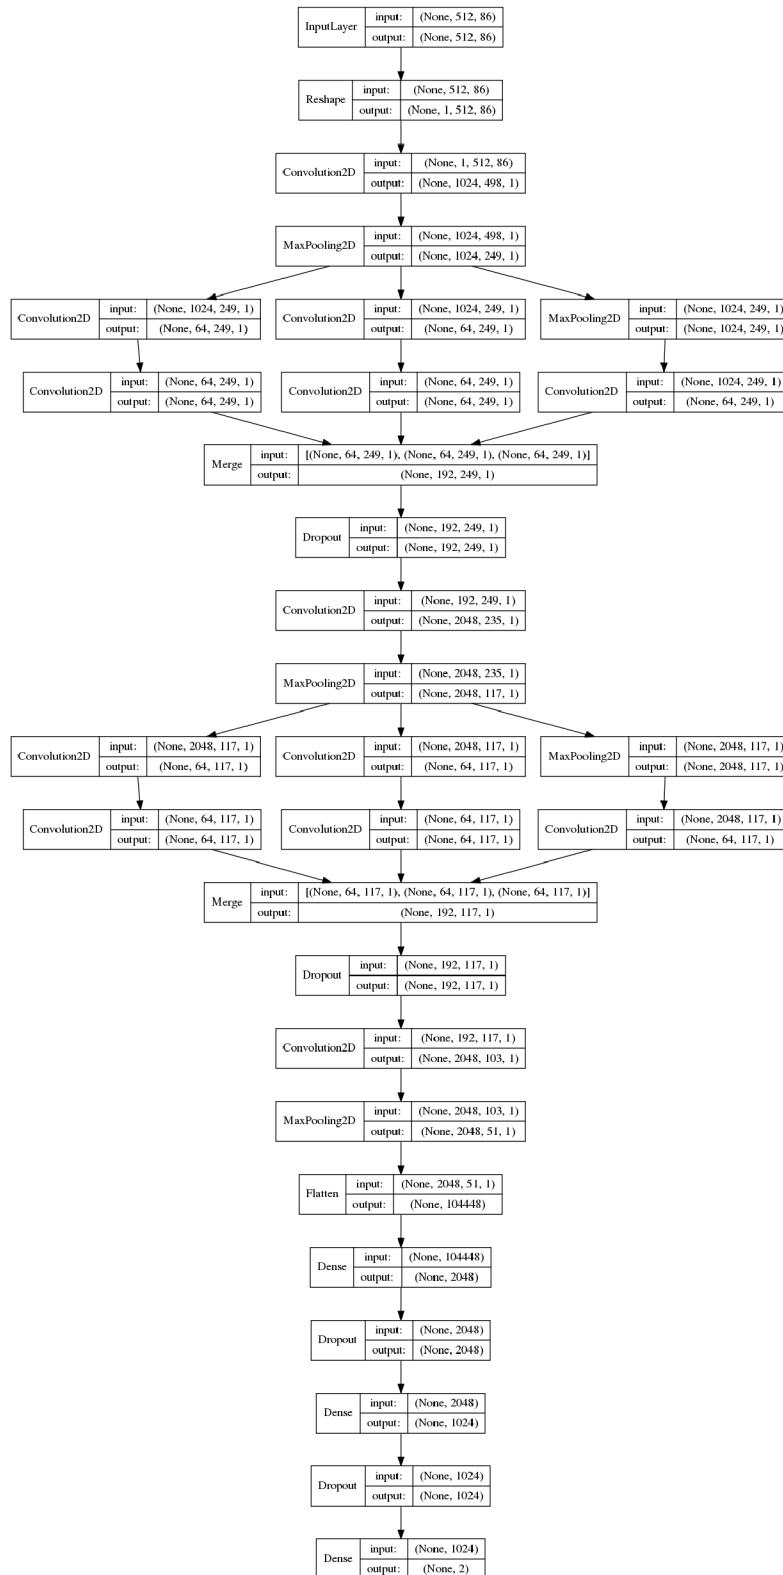 InputLayer
input: (None, 512, 86)
output: (None, 512, 86)
Reshape
input: (None, 512, 86)
output: (None, 1, 512, 86)
Convolution2D
input: (None, 1, 512, 86)
output: (None, 1024, 498, 1)
MaxPooling2D
input: (None, 1024, 498, 1)
output: (None, 1024, 249, 1)
Convolution2D
input: (None, 1024, 249, 1)
output: (None, 64, 249, 1)
Convolution2D
input: (None, 1024, 249, 1)
output: (None, 64, 249, 1)
MaxPooling2D
input: (None, 1024, 249, 1)
output: (None, 1024, 249, 1)
Convolution2D
input: (None, 64, 249, 1)
output: (None, 64, 249, 1)
Convolution2D
input: (None, 64, 249, 1)
output: (None, 64, 249, 1)
Convolution2D
input: (None, 1024, 249, 1)
output: (None, 64, 249, 1)
Merge
input: [(None, 64, 249, 1), (None, 64, 249, 1), (None, 64, 249, 1)]
output: (None, 192, 249, 1)
Dropout
input: (None, 192, 249, 1)
output: (None, 192, 249, 1)
Convolution2D
input: (None, 192, 249, 1)
output: (None, 2048, 235, 1)
MaxPooling2D
input: (None, 2048, 235, 1)
output: (None, 2048, 117, 1)
Convolution2D
input: (None, 2048, 117, 1)
output: (None, 64, 117, 1)
Convolution2D
input: (None, 2048, 117, 1)
output: (None, 64, 117, 1)
MaxPooling2D
input: (None, 2048, 117, 1)
output: (None, 2048, 117, 1)
Convolution2D
input: (None, 64, 117, 1)
output: (None, 64, 117, 1)
Convolution2D
input: (None, 64, 117, 1)
output: (None, 64, 117, 1)
Convolution2D
input: (None, 2048, 117, 1)
output: (None, 64, 117, 1)
Merge
input: [(None, 64, 117, 1), (None, 64, 117, 1), (None, 64, 117, 1)]
output: (None, 192, 117, 1)
Dropout
input: (None, 192, 117, 1)
output: (None, 192, 117, 1)
Convolution2D
input: (None, 192, 117, 1)
output: (None, 2048, 103, 1)
MaxPooling2D
input: (None, 2048, 103, 1)
output: (None, 2048, 51, 1)
Flatten
input: (None, 2048, 51, 1)
output: (None, 104448)
Dense
input: (None, 104448)
output: (None, 2048)
Dropout
input: (None, 2048)
output: (None, 2048)
Dense
input: (None, 2048)
output: (None, 1024)
Dropout
input: (None, 1024)
output: (None, 1024)
Dense
input: (None, 1024)
output: (None, 2)